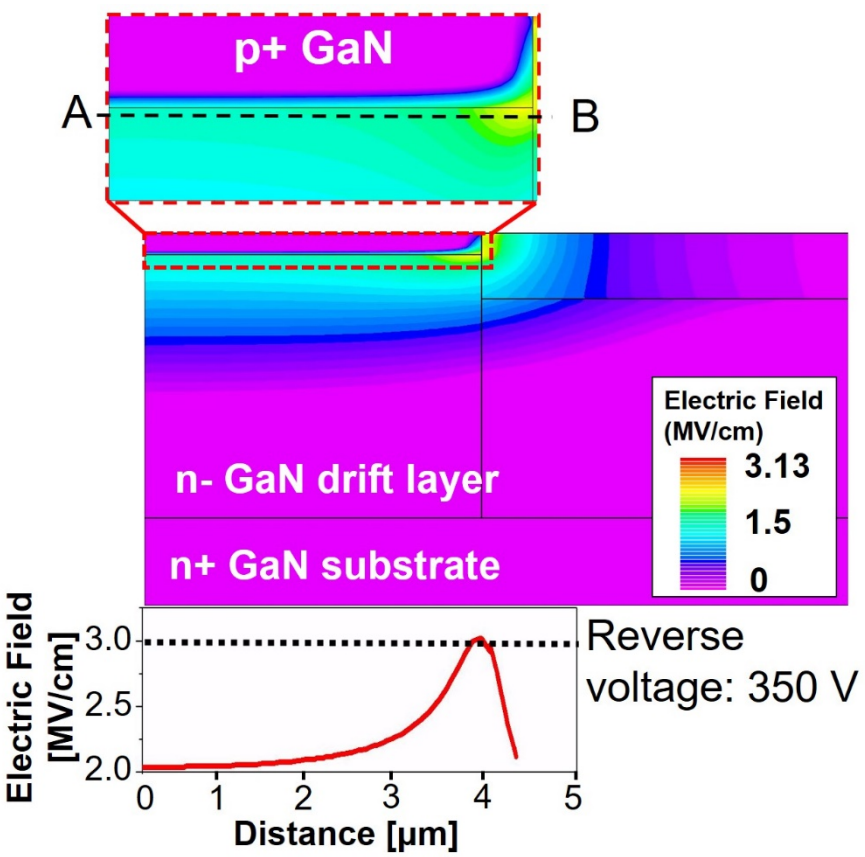 p+ GaN
A
B
Electric Field
(MV/cm)
3.13
1.5
0
n- GaN drift layer
n+ GaN substrate
Electric Field
[MV/cm]
3.0
2.5
2.0
0 1 2 3 4 5
Distance [μm]
Reverse
voltage: 350 V